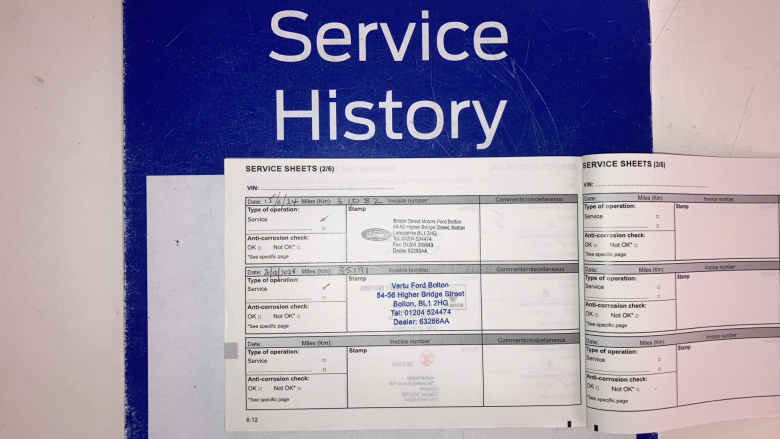 Service
History
SERVICE SHEETS (2/6)
VIN:
Date: 15/6/24 Miles (Km): 31082 Invoice number: Comments/miscellaneous
Type of operation: Stamp
Service
Bristol Street Motors Ford Bolton
54-56 Higher Bridge Street, Bolton
Lancashire BL1 2HG
Tel: 01204 524474
Dealer 63266AA
Ford
Anti-corrosion check:
OK Not OK*
*See specific page
Date: Miles (Km): 35191 Invoice number: Comments/miscellaneous
Type of operation: Stamp
Service
Vertu Ford Bolton
54-56 Higher Bridge Street
Bolton, BL1 2HG
Tel: 01204 524474
Dealer: 63266AA
Anti-corrosion check:
OK Not OK*
*See specific page
Date: Miles (Km): Invoice number: Comments/miscellaneous
Type of operation: Stamp
Service
Anti-corrosion check:
OK Not OK*
*See specific page
6.12
SERVICE SHEETS (3/6)
VIN:
Date: Miles (Km): Invoice number:
Type of operation: Stamp
Service
Anti-corrosion check:
OK Not OK*
*See specific page
Date: Miles (Km): Invoice number:
Type of operation: Stamp
Service
Anti-corrosion check:
OK Not OK*
*See specific page
Date: Miles (Km): Invoice number:
Type of operation: Stamp
Service
Anti-corrosion check:
OK Not OK*
*See specific page